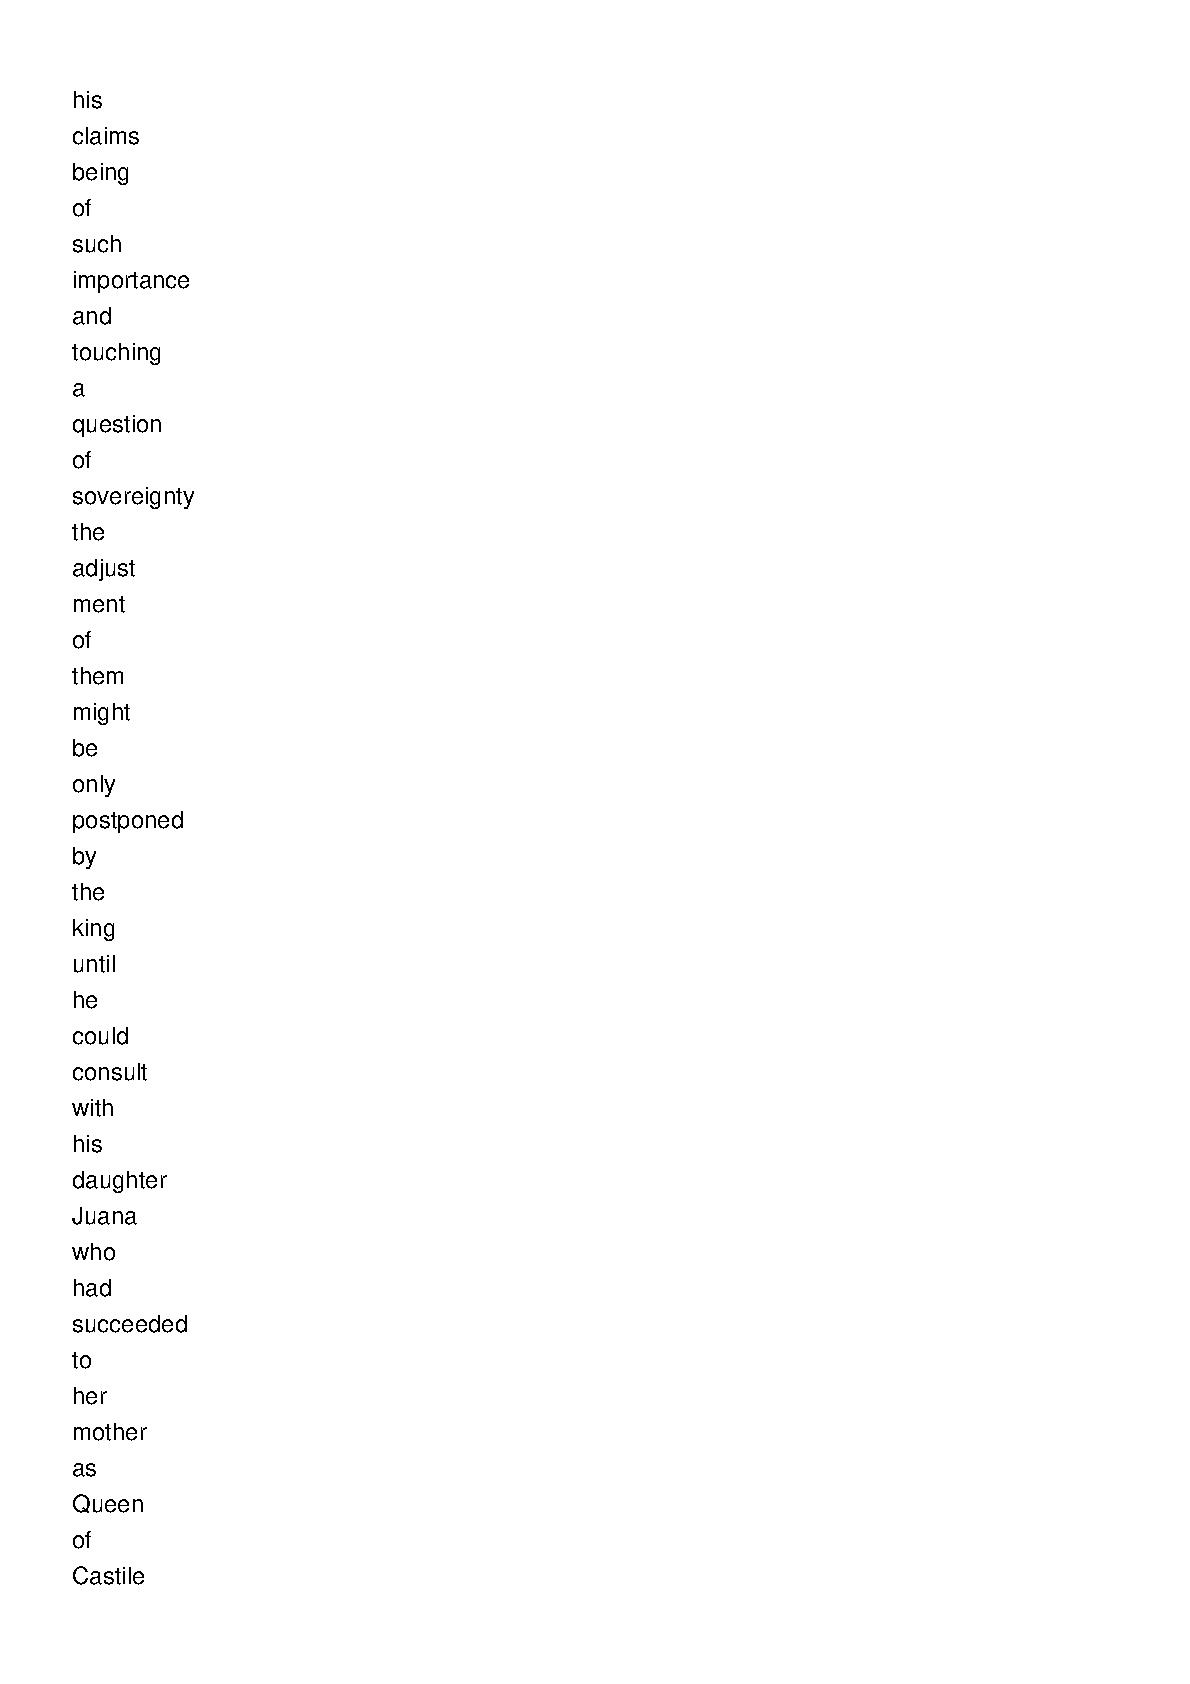 his
claims
being
of
such
importance
and
touching
a
question
of
sovereignty
the
adjust
ment
of
them
might
be
only
postponed
by
the
king
until
he
could
consult
with
his
daughter
Juana
who
had
succeeded
to
her
mother
as
Queen
of
Castile